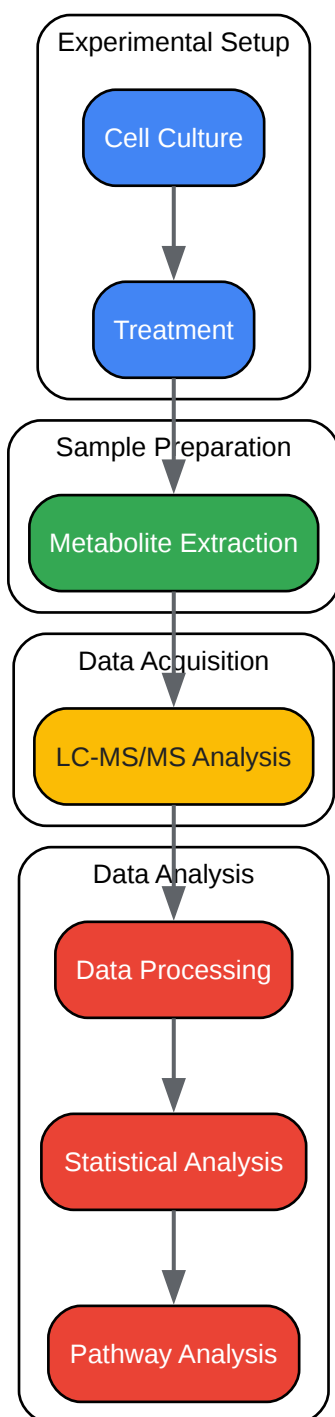 Experimental Setup
Cell Culture
Treatment
Sample Preparation
Metabolite Extraction
Data Acquisition
LC-MS/MS Analysis
Data Analysis
Data Processing
Statistical Analysis
Pathway Analysis